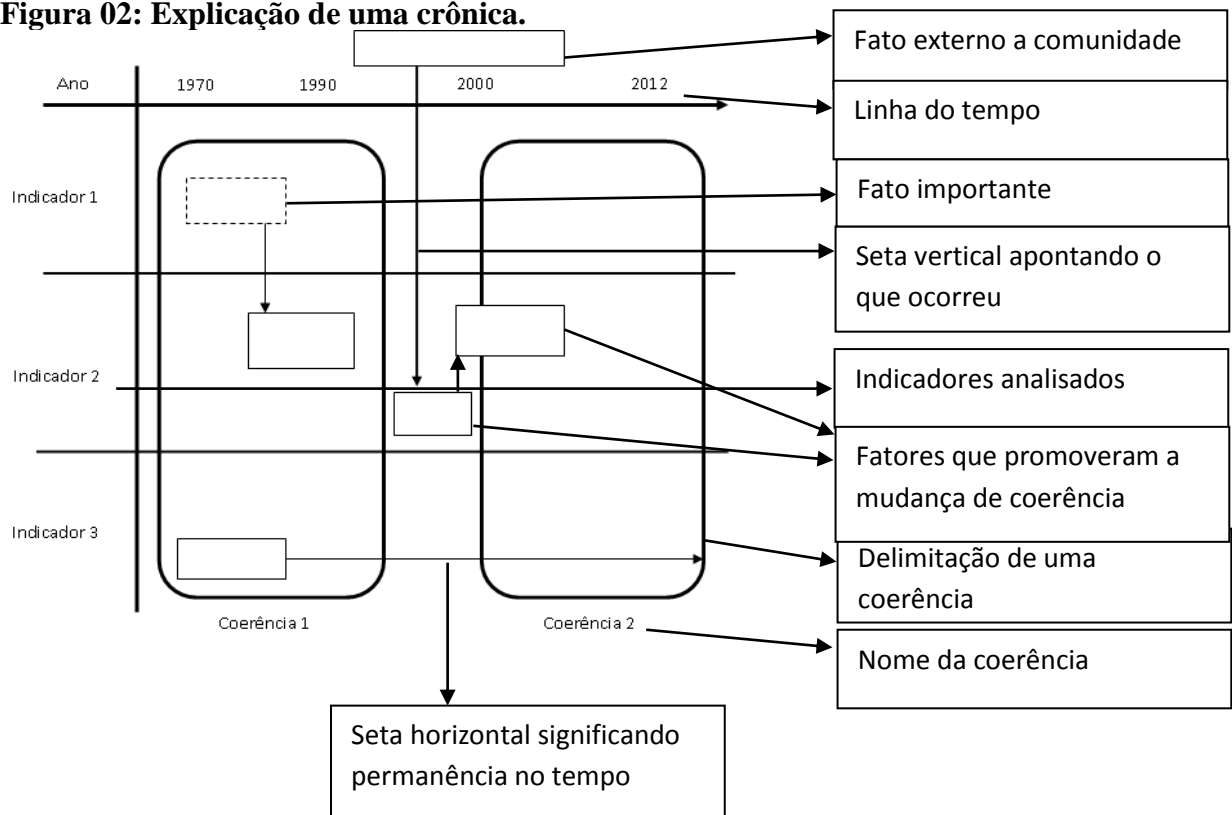 Figura 02: Explicação de uma crônica.
Ano
1970
1990
2000
2012
Indicador 1
Indicador 2
Indicador 3
Coerência 1
Coerência 2
Fato externo a comunidade
Linha do tempo
Fato importante
Seta vertical apontando o
que ocorreu
Indicadores analisados
Fatores que promoveram a
mudança de coerência
Delimitação de uma
coerência
Nome da coerência
Seta horizontal significando
permanência no tempo